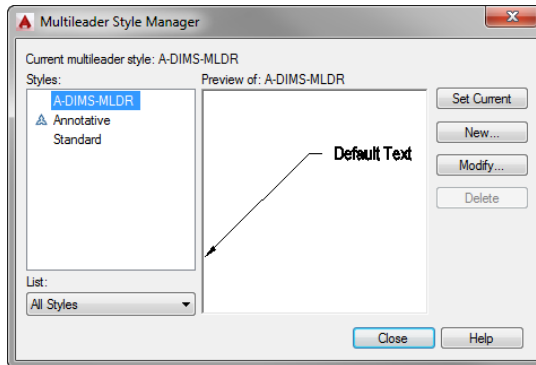 Multileader Style Manager
Current multileader style: A-DIMS-MLDR
Styles:
Preview of: A-DIMS-MLDR
A-DIMS-MLDR
Annotative
Standard
Default Text
Set Current
New...
Modify...
Delete
List:
All Styles
Close
Help